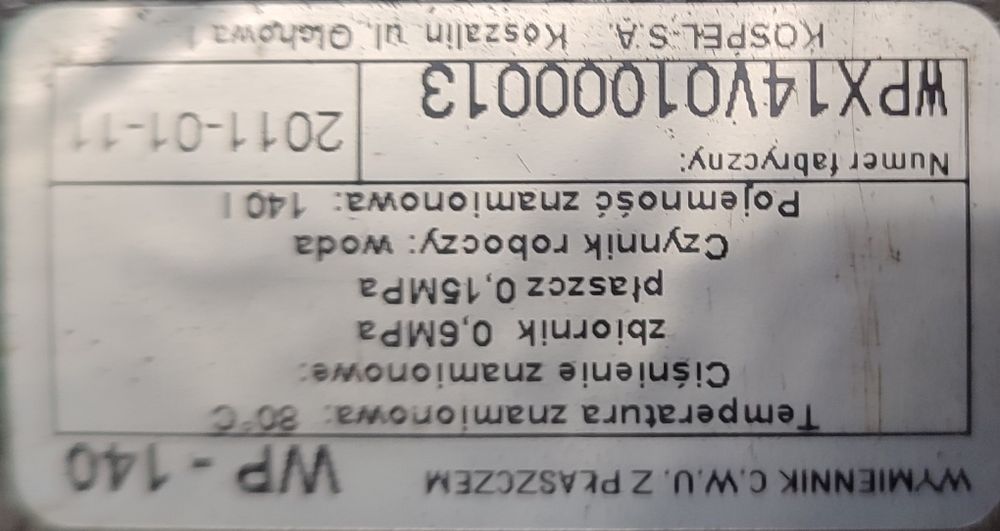 WYMIENNIK C.W.U. Z PŁASZCZEM WP - 140
Temperatura znamionowa: 80°C
Ciśnienie znamionowe:
zbiornik 0,6MPa
płaszcz 0,15MPa
Czynnik roboczy: woda
Pojemność znamionowa: 140 l
Numer fabryczny:
WPX14V01000013
2011-01-11
KOSPEL S.A. Koszalin ul. Olchowa 1